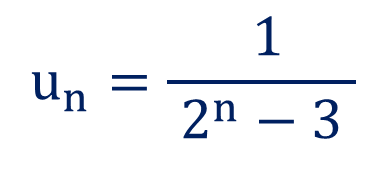 uₙ = 1 / (2ⁿ − 3)